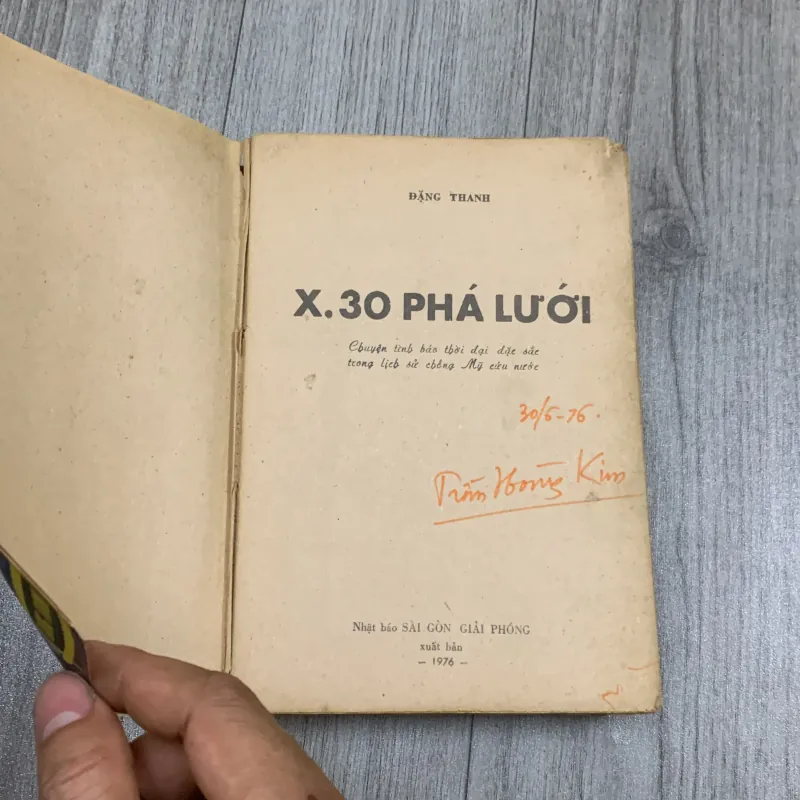 ĐẶNG THANH
X.30 PHÁ LƯỚI
Chuyện tình báo thời đại đặc sắc
trong lịch sử chống Mỹ cứu nước
30/6-76.
Trần Hoàng Kim
Nhật báo SÀI GÒN GIẢI PHÓNG
xuất bản
- 1976 -